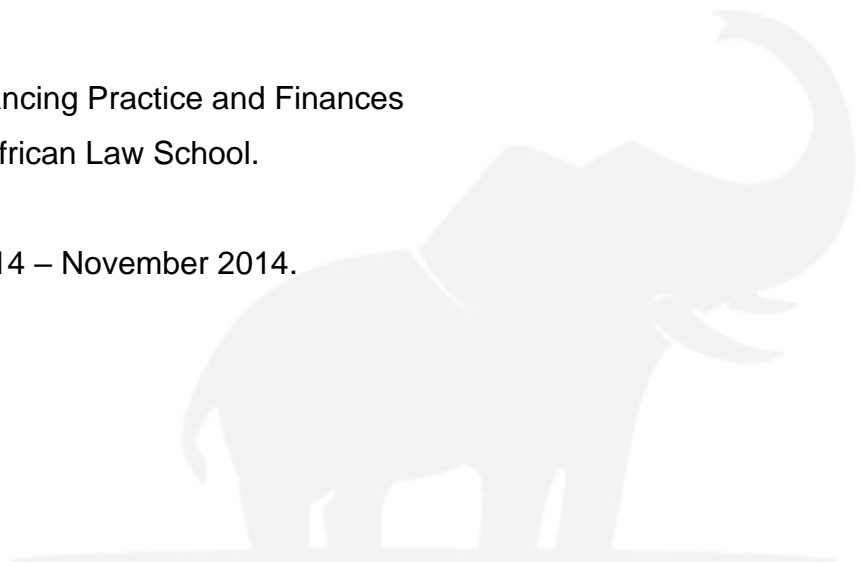 ancing Practice and Finances
frican Law School.
14 – November 2014.